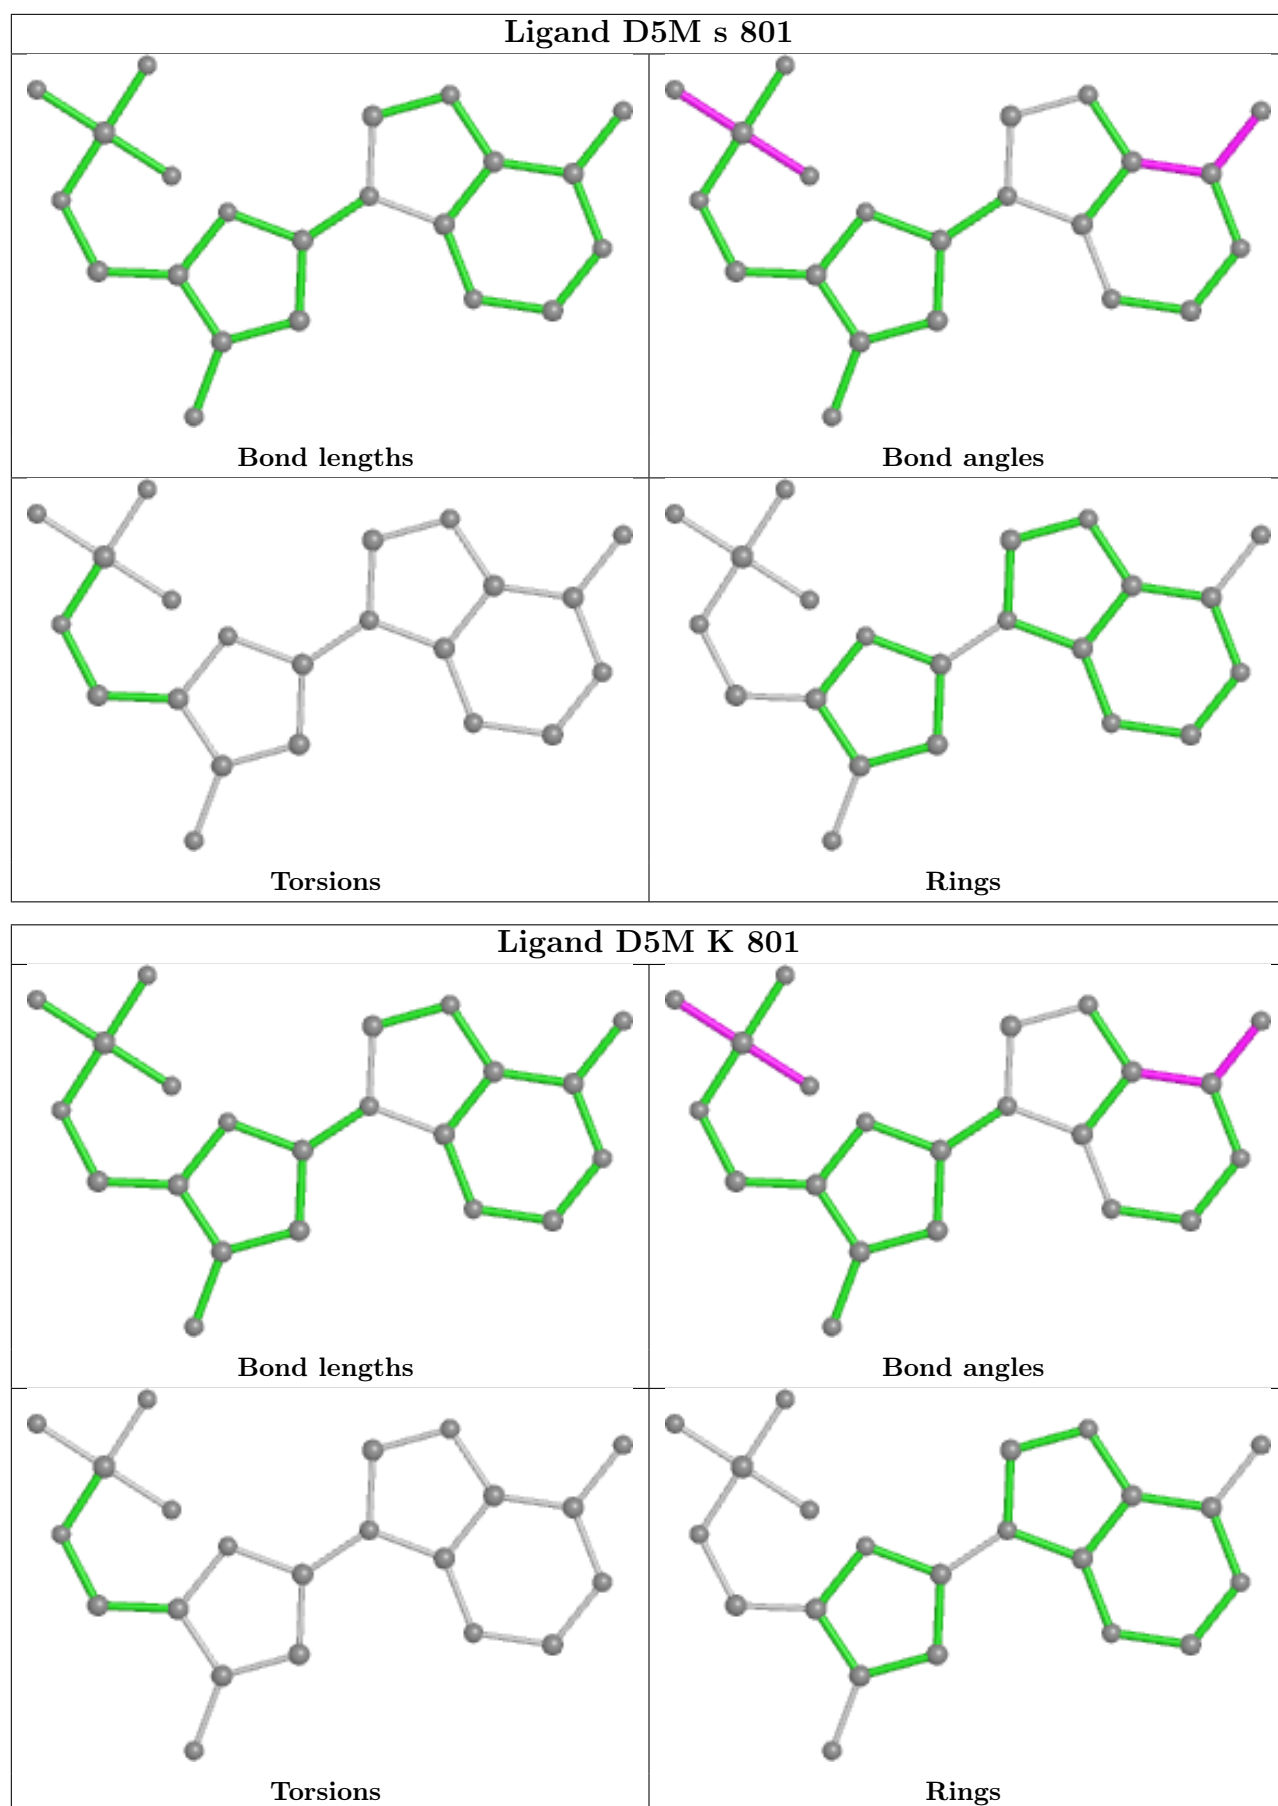 Ligand D5M s 801
Bond lengths
Bond angles
Torsions
Rings
Ligand D5M K 801
Bond lengths
Bond angles
Torsions
Rings